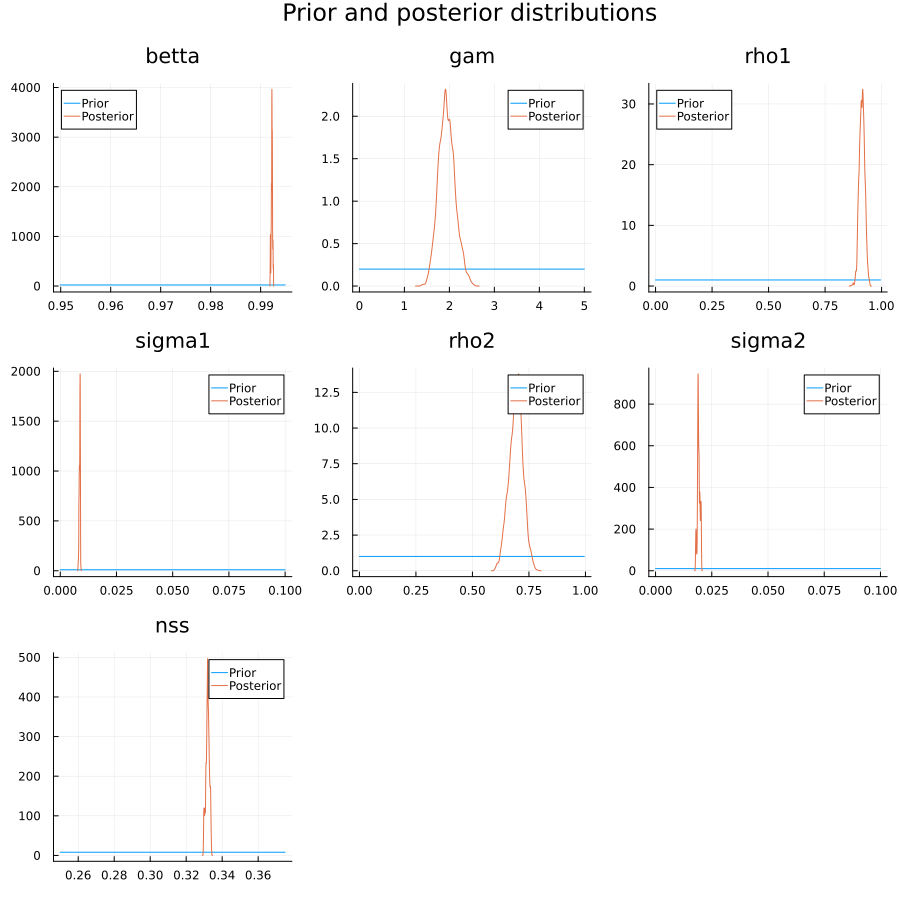 Prior and posterior distributions
betta
gam
rho1
4000
3000
2000
1000
0
Prior
Posterior
0.95 0.96 0.97 0.98 0.99
2.0
1.5
1.0
0.5
0.0
Prior
Posterior
0 1 2 3 4 5
30
20
10
0
Prior
Posterior
0.00 0.25 0.50 0.75 1.00
sigma1
rho2
sigma2
2000
1500
1000
500
0
Prior
Posterior
0.000 0.025 0.050 0.075 0.100
12.5
10.0
7.5
5.0
2.5
0.0
Prior
Posterior
0.00 0.25 0.50 0.75 1.00
800
600
400
200
0
Prior
Posterior
0.000 0.025 0.050 0.075 0.100
nss
500
400
300
200
100
0
Prior
Posterior
0.26 0.28 0.30 0.32 0.34 0.36